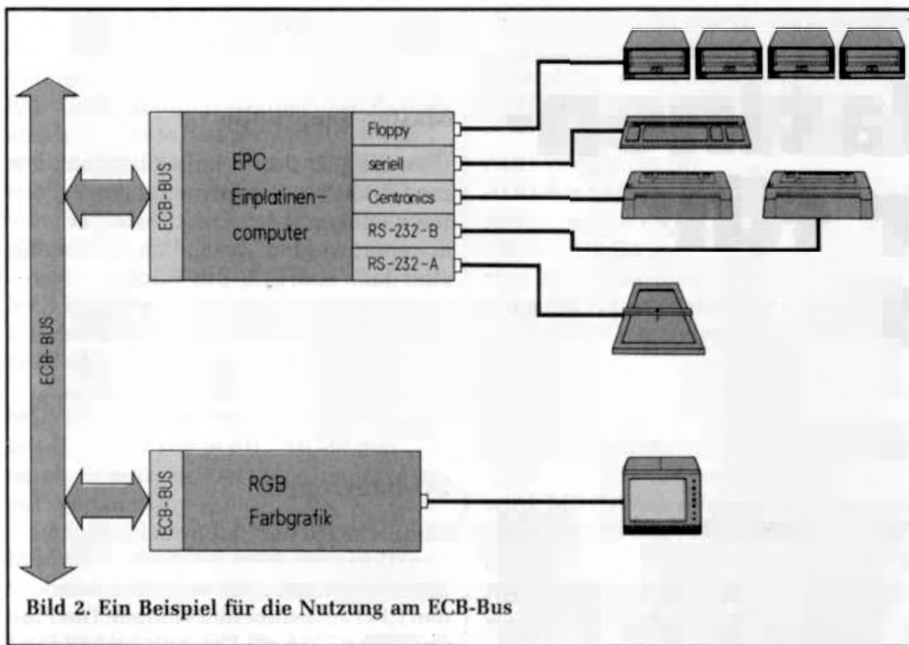 ECB-BUS
ECB-BUS
EPC
Einplatinen-
computer
Floppy
seriell
Centronics
RS-232-B
RS-232-A
ECB-BUS
RGB
Farbgrafik
Bild 2. Ein Beispiel für die Nutzung am ECB-Bus